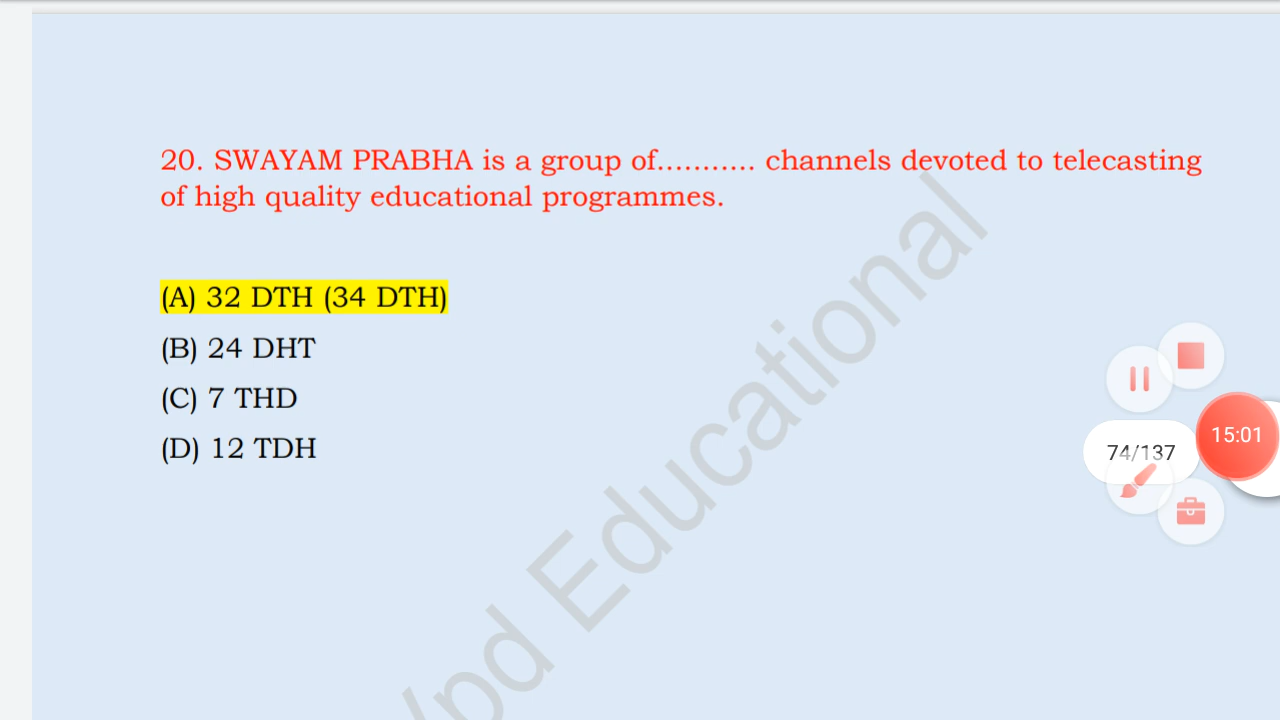 20. SWAYAM PRABHA is a group of........... channels devoted to telecasting
of high quality educational programmes.
(A) 32 DTH (34 DTH)
(B) 24 DHT
(C) 7 THD
(D) 12 TDH
Educational
15:01
74/137